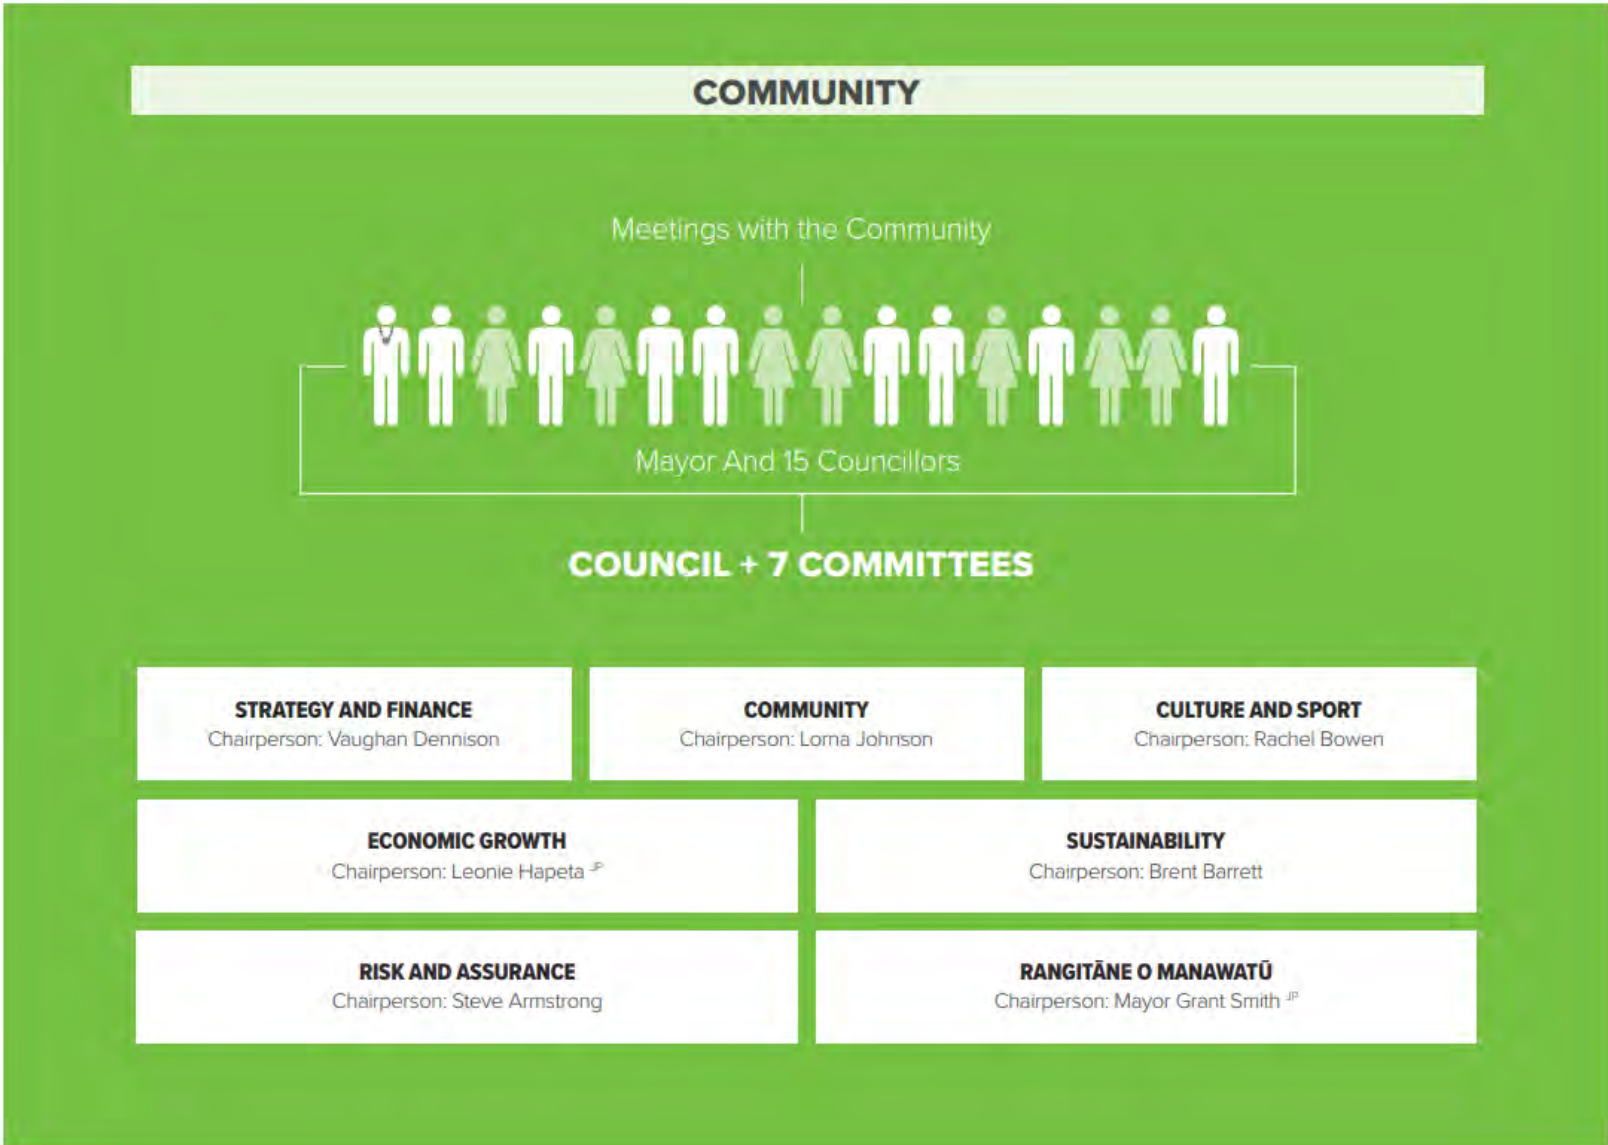 COMMUNITY
Meetings with the Community
Mayor And 15 Councillors
COUNCIL + 7 COMMITTEES
STRATEGY AND FINANCE
Chairperson: Vaughan Dennison
COMMUNITY
Chairperson: Lorna Johnson
CULTURE AND SPORT
Chairperson: Rachel Bowen
ECONOMIC GROWTH
Chairperson: Leonie Hapeta JP
SUSTAINABILITY
Chairperson: Brent Barrett
RISK AND ASSURANCE
Chairperson: Steve Armstrong
RANGITĀNE O MANAWATŪ
Chairperson: Mayor Grant Smith JP